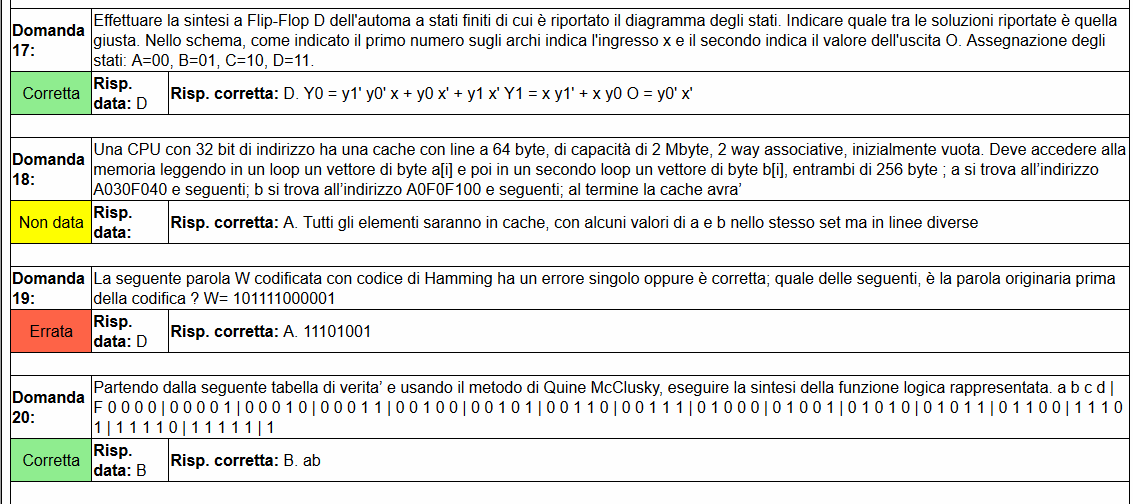 Domanda 17:
Effettuare la sintesi a Flip-Flop D dell'automa a stati finiti di cui è riportato il diagramma degli stati. Indicare quale tra le soluzioni riportate è quella
giusta. Nello schema, come indicato il primo numero sugli archi indica l'ingresso x e il secondo indica il valore dell'uscita O. Assegnazione degli
stati: A=00, B=01, C=10, D=11.
Corretta
Risp. data: D
Risp. corretta: D. Y0 = y1' y0' x + y0 x' + y1 x' Y1 = x y1' + x y0 O = y0' x'
Domanda 18:
Una CPU con 32 bit di indirizzo ha una cache con line a 64 byte, di capacità di 2 Mbyte, 2 way associative, inizialmente vuota. Deve accedere alla
memoria leggendo in un loop un vettore di byte a[i] e poi in un secondo loop un vettore di byte b[i], entrambi di 256 byte ; a si trova all’indirizzo
A030F040 e seguenti; b si trova all’indirizzo A0F0F100 e seguenti; al termine la cache avra’
Non data
Risp. data:
Risp. corretta: A. Tutti gli elementi saranno in cache, con alcuni valori di a e b nello stesso set ma in linee diverse
Domanda 19:
La seguente parola W codificata con codice di Hamming ha un errore singolo oppure è corretta; quale delle seguenti, è la parola originaria prima
della codifica ? W= 101111000001
Errata
Risp. data: D
Risp. corretta: A. 11101001
Domanda 20:
Partendo dalla seguente tabella di verita’ e usando il metodo di Quine McClusky, eseguire la sintesi della funzione logica rappresentata. a b c d |
F 0 0 0 0 | 0 0 0 0 1 | 0 0 0 1 0 | 0 0 0 1 1 | 0 0 1 0 0 | 0 0 1 0 1 | 0 0 1 1 0 | 0 0 1 1 1 | 0 1 0 0 0 | 0 1 0 0 1 | 0 1 0 1 0 | 0 1 0 1 1 | 0 1 1 0 0 | 1 1 1 0
1 | 1 1 1 1 0 | 1 1 1 1 1 | 1
Corretta
Risp. data: B
Risp. corretta: B. ab